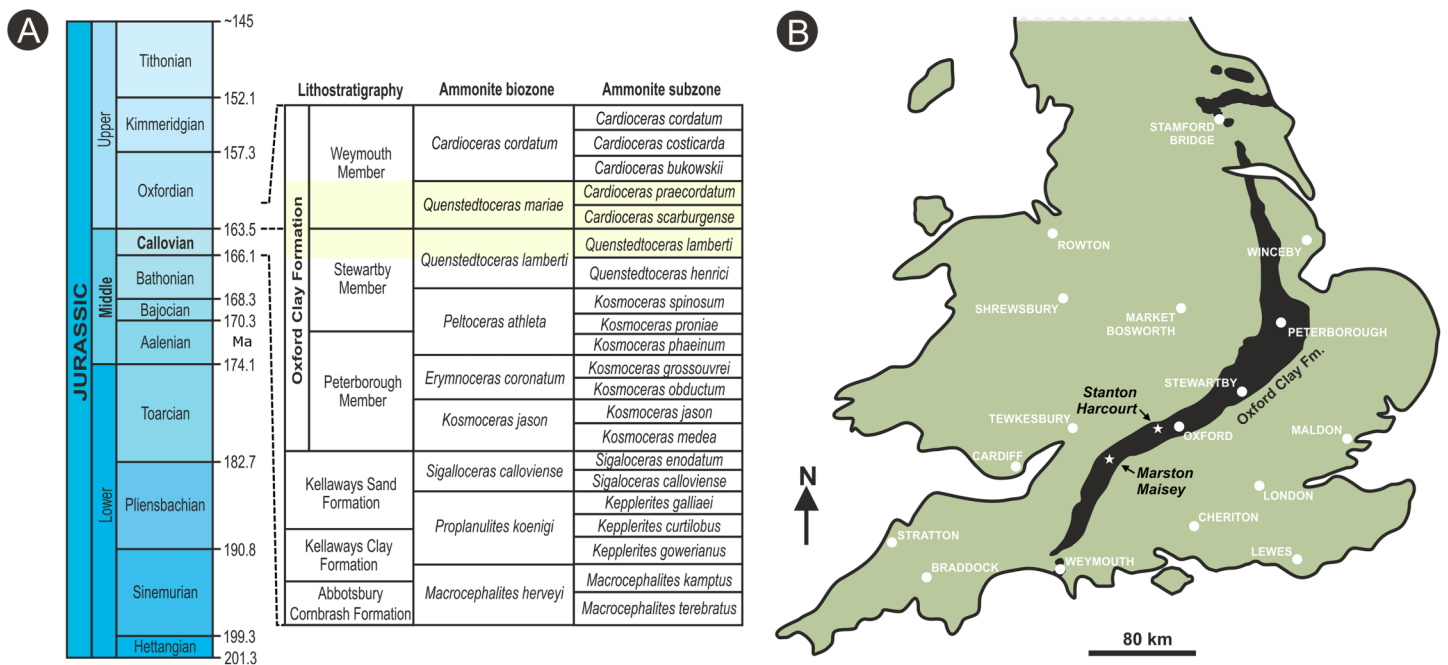 A
JURASSIC
Upper
Middle
Lower
Tithonian
Kimmeridgian
Oxfordian
Callovian
Bathonian
Bajocian
Aalenian
Toarcian
Pliensbachian
Sinemurian
Hettangian
~145
152.1
157.3
163.5
166.1
168.3
170.3
Ma
174.1
182.7
190.8
199.3
201.3
Lithostratigraphy
Ammonite biozone
Ammonite subzone
Oxford Clay Formation
Weymouth
Member
Stewartby
Member
Peterborough
Member
Kellaways Sand
Formation
Kellaways Clay
Formation
Abbotsbury
Cornbrash Formation
Cardioceras cordatum
Quenstedtoceras mariae
Quenstedtoceras lamberti
Peltoceras athleta
Erymnoceras coronatum
Kosmoceras jason
Sigalloceras calloviense
Proplanulites koenigi
Macrocephalites herveyi
Cardioceras cordatum
Cardioceras costicarda
Cardioceras bukowskii
Cardioceras praecordatum
Cardioceras scarburgense
Quenstedtoceras lamberti
Quenstedtoceras henrici
Kosmoceras spinosum
Kosmoceras proniae
Kosmoceras phaeinum
Kosmoceras grossouvrei
Kosmoceras obductum
Kosmoceras jason
Kosmoceras medea
Sigaloceras enodatum
Sigaloceras calloviense
Kepplerites galliaei
Kepplerites curtilobus
Kepplerites gowerianus
Macrocephalites kamptus
Macrocephalites terebratus
B
STAMFORD
BRIDGE
ROWTON
WINCEBY
SHREWSBURY
MARKET
BOSWORTH
PETERBOROUGH
STEWARTBY
Oxford Clay Fm.
Stanton
Harcourt
TEWKESBURY
OXFORD
MALDON
CARDIFF
Marston
Maisey
N
LONDON
CHERITON
STRATTON
LEWES
BRADDOCK
WEYMOUTH
80 km